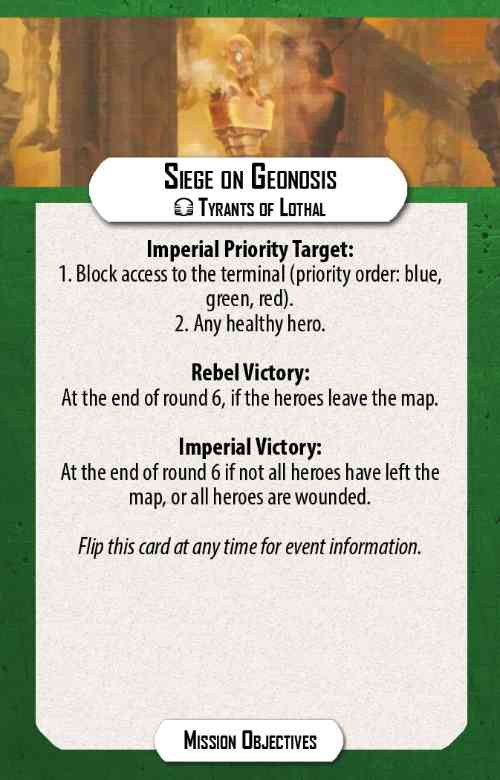 Siege on Geonosis
Tyrants of Lothal
Imperial Priority Target:
1. Block access to the terminal (priority order: blue,
green, red).
2. Any healthy hero.
Rebel Victory:
At the end of round 6, if the heroes leave the map.
Imperial Victory:
At the end of round 6 if not all heroes have left the
map, or all heroes are wounded.
Flip this card at any time for event information.
Mission Objectives